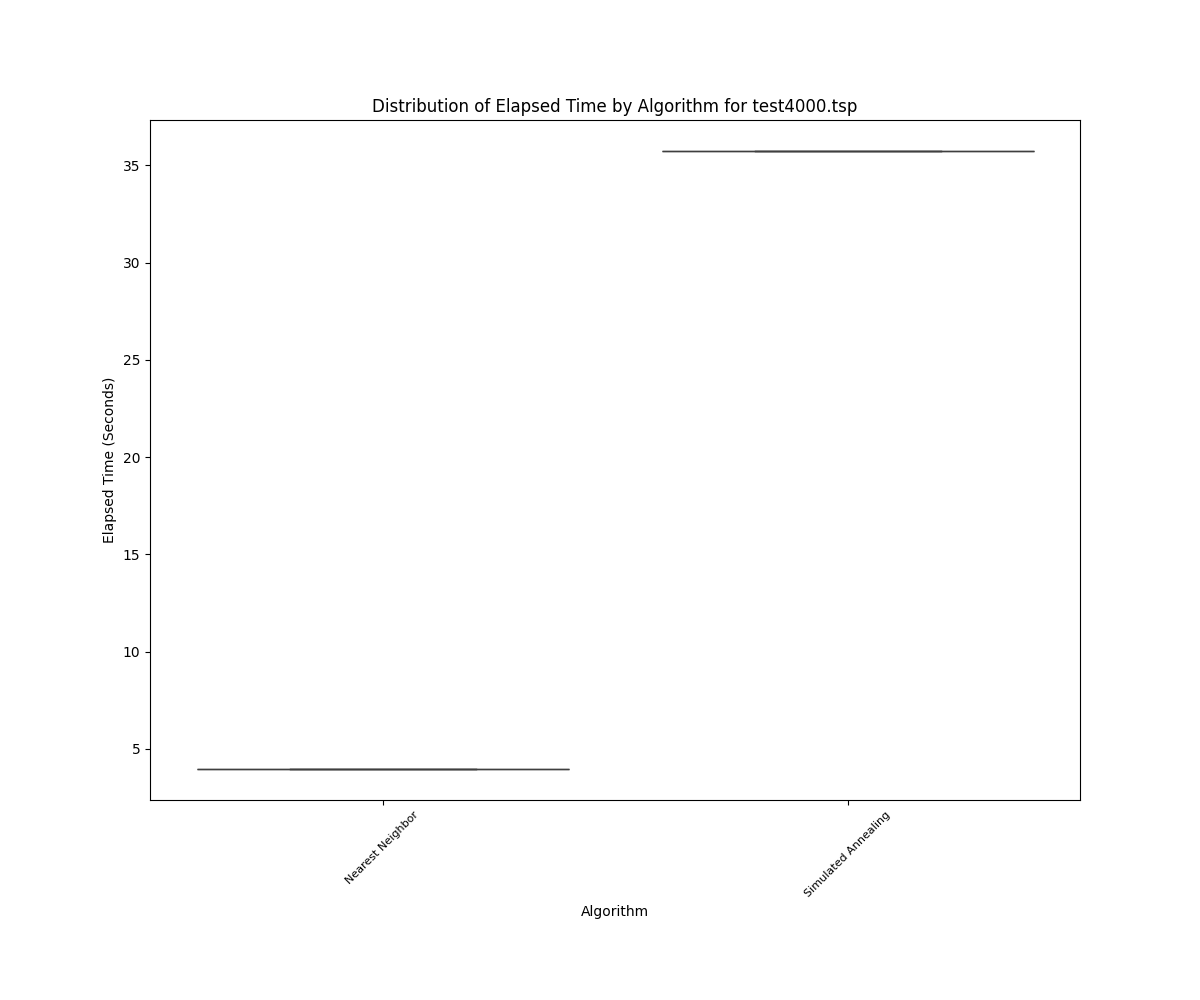 Distribution of Elapsed Time by Algorithm for test4000.tsp
35
30
25
20
15
10
5
Elapsed Time (Seconds)
Nearest Neighbor
Simulated Annealing
Algorithm